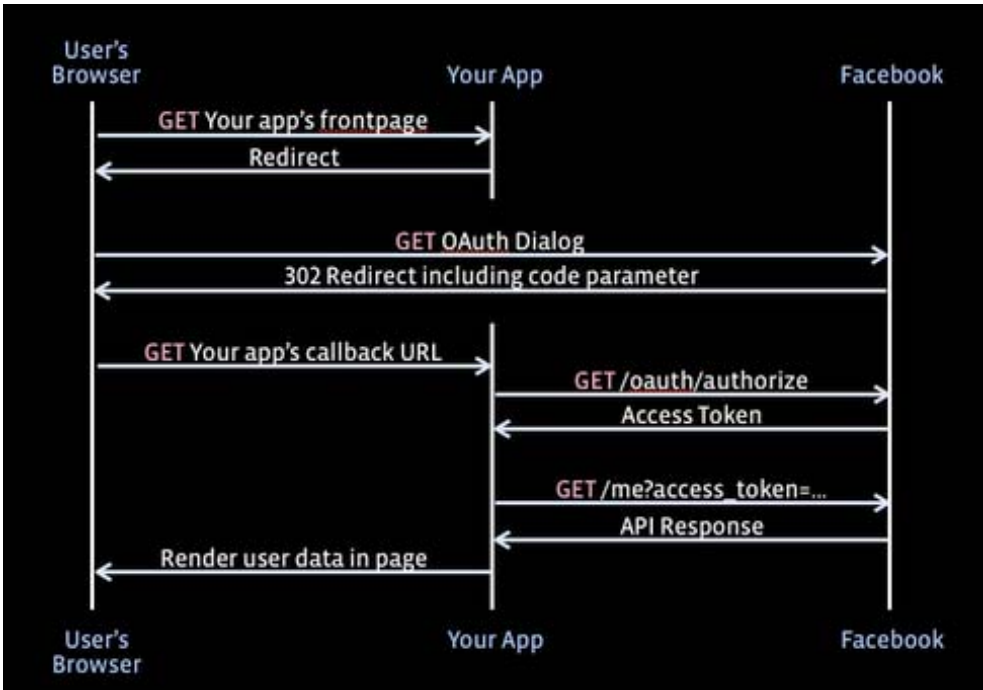 User's
Browser
Your App
Facebook
GET Your app's frontpage
Redirect
GET OAuth Dialog
302 Redirect including code parameter
GET Your app's callback URL
GET /oauth/authorize
Access Token
GET /me?access_token=...
API Response
Render user data in page
User's
Browser
Your App
Facebook